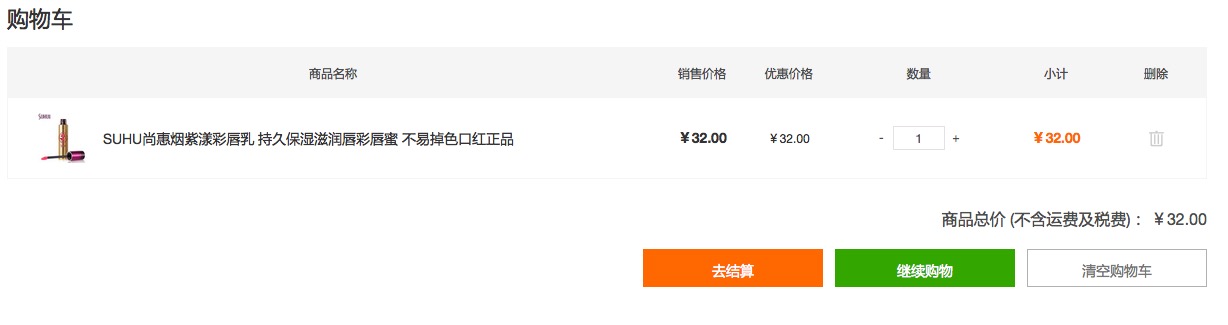 购物车
商品名称 销售价格 优惠价格 数量 小计 删除
SUHU
SUHU尚惠烟紫漾彩唇乳 持久保湿滋润唇彩唇蜜 不易掉色口红正品 ¥32.00 ¥32.00 - 1 + ¥32.00
商品总价 (不含运费及税费)： ¥32.00
去结算 继续购物 清空购物车